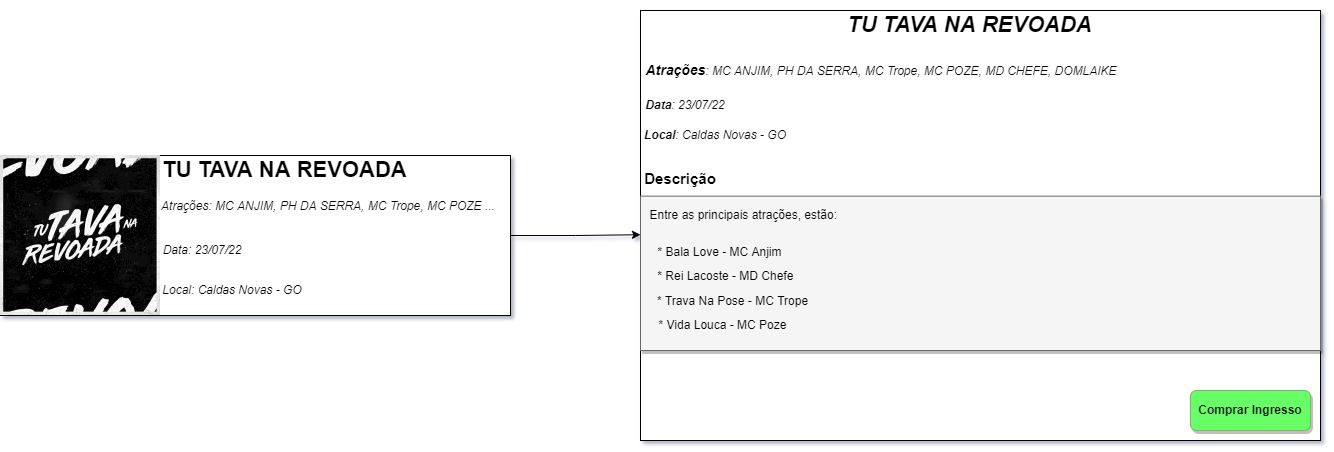 TU TAVA NA REVOADA
TU TAVA NA REVOADA
Atrações: MC ANJIM, PH DA SERRA, MC Trope, MC POZE ...
Data: 23/07/22
Local: Caldas Novas - GO
TU TAVA NA REVOADA
Atrações: MC ANJIM, PH DA SERRA, MC Trope, MC POZE, MD CHEFE, DOMLAIKE
Data: 23/07/22
Local: Caldas Novas - GO
Descrição
Entre as principais atrações, estão:
* Bala Love - MC Anjim
* Rei Lacoste - MD Chefe
* Trava Na Pose - MC Trope
* Vida Louca - MC Poze
Comprar Ingresso